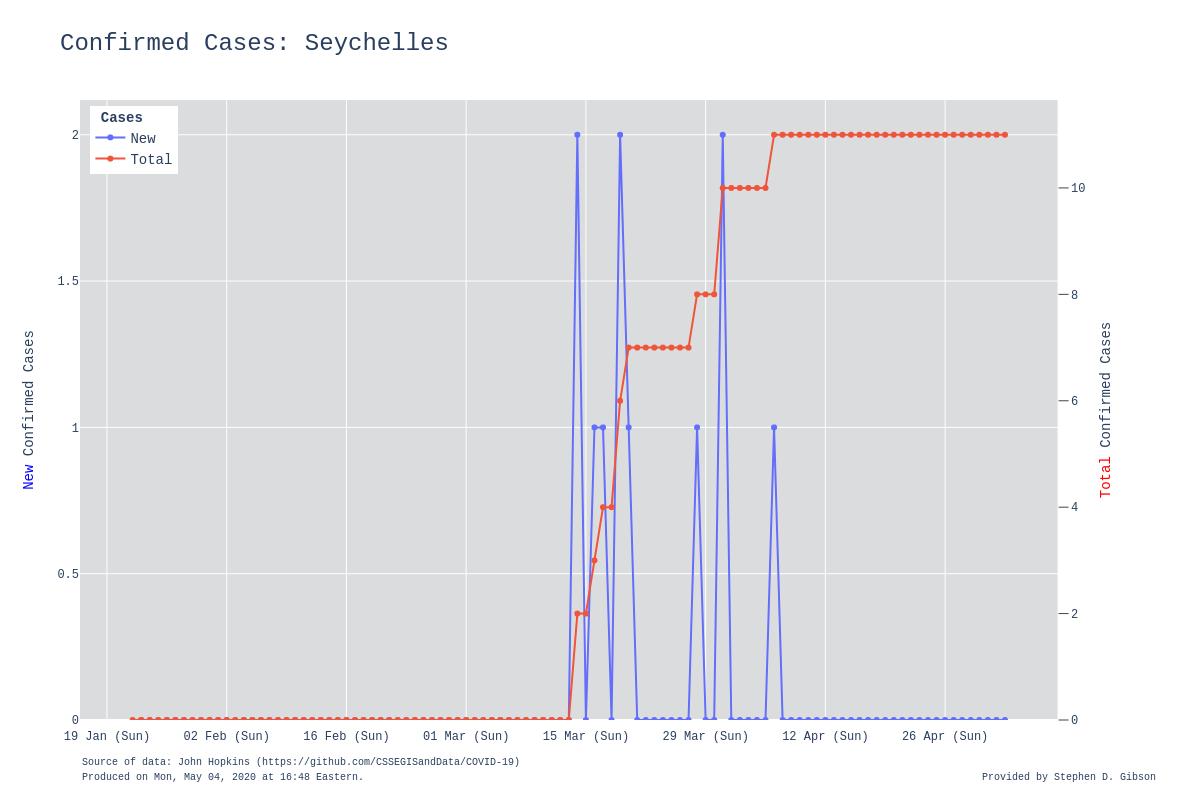 Confirmed Cases: Seychelles
Cases
New
Total
2
1.5
1
0.5
0
10
8
6
4
2
0
New Confirmed Cases
Total Confirmed Cases
19 Jan (Sun) 02 Feb (Sun) 16 Feb (Sun) 01 Mar (Sun) 15 Mar (Sun) 29 Mar (Sun) 12 Apr (Sun) 26 Apr (Sun)
Source of data: John Hopkins (https://github.com/CSSEGISandData/COVID-19)
Produced on Mon, May 04, 2020 at 16:48 Eastern.
Provided by Stephen D. Gibson